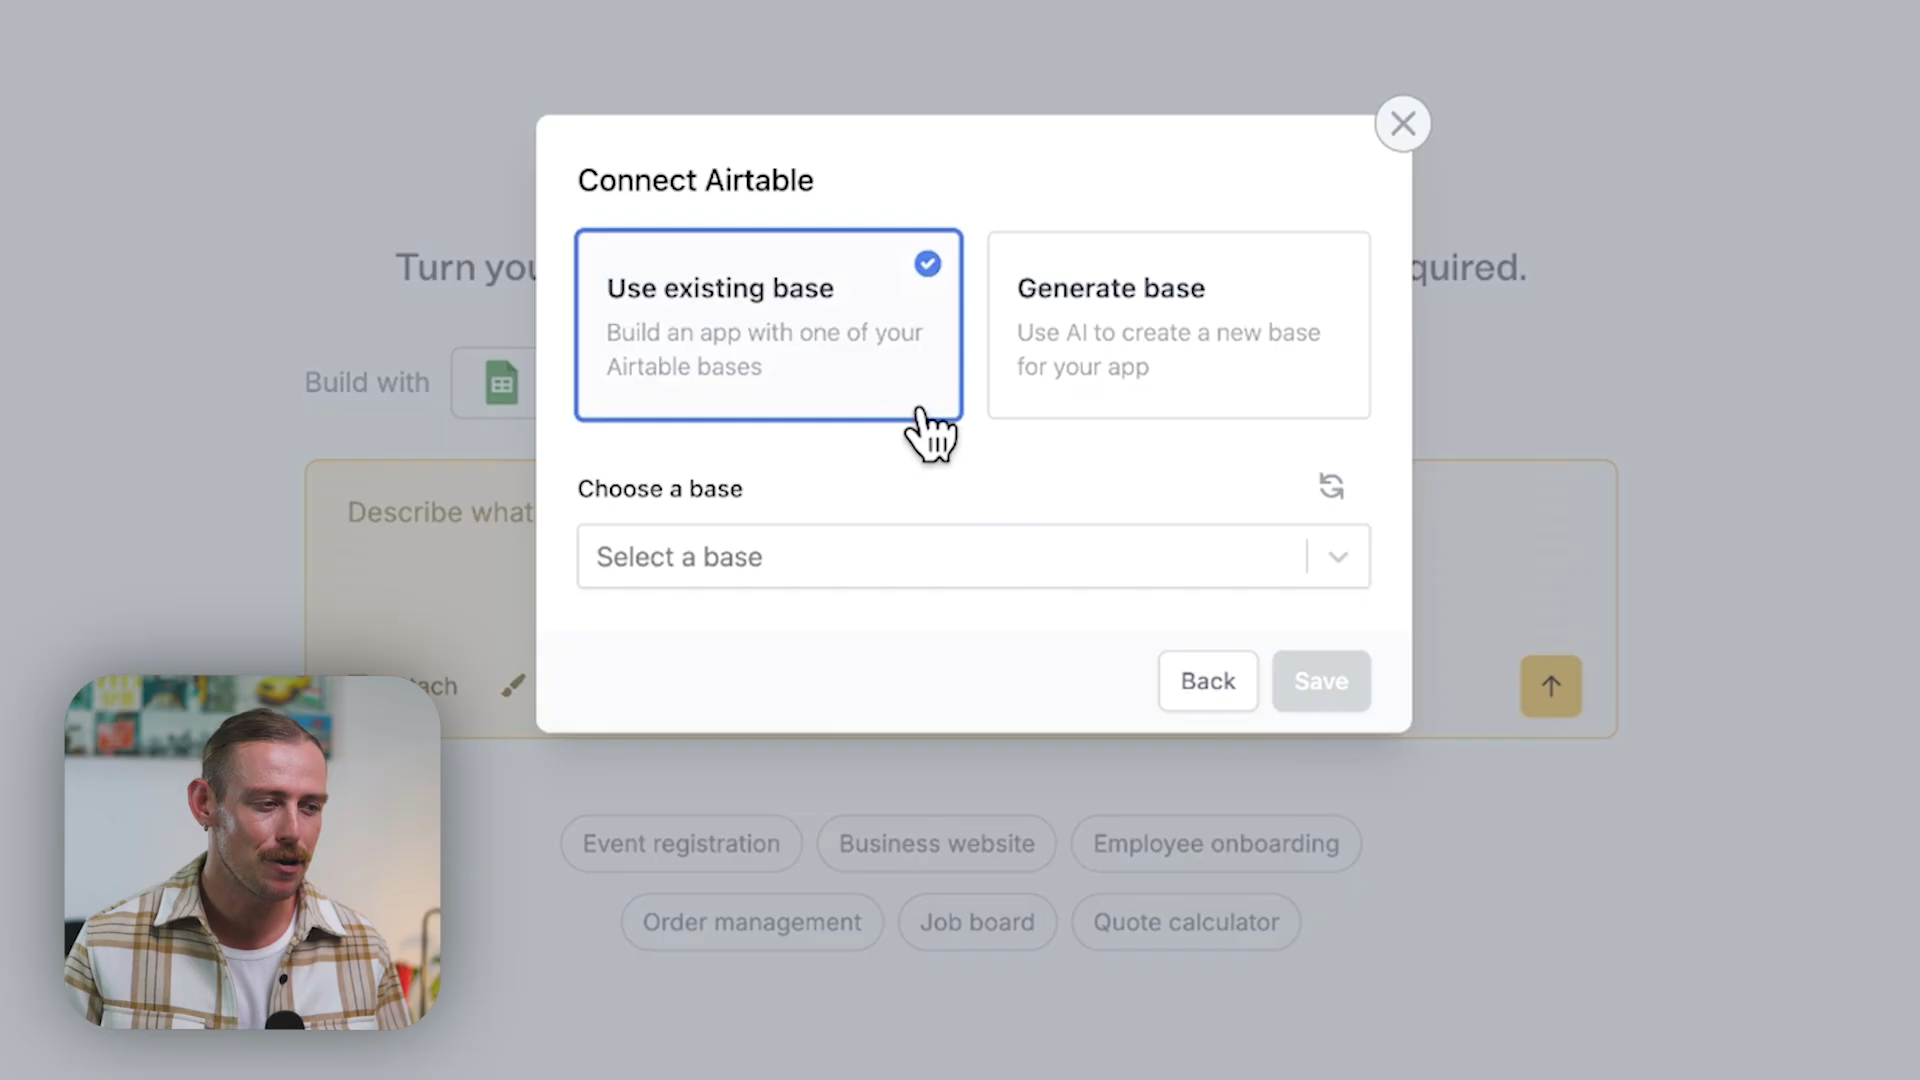 Connect Airtable
Use existing base
Build an app with one of your
Airtable bases
Generate base
Use AI to create a new base
for your app
Turn you
quired.
Build with
Choose a base
Select a base
Describe what
ach
Back
Save
Event registration
Business website
Employee onboarding
Order management
Job board
Quote calculator